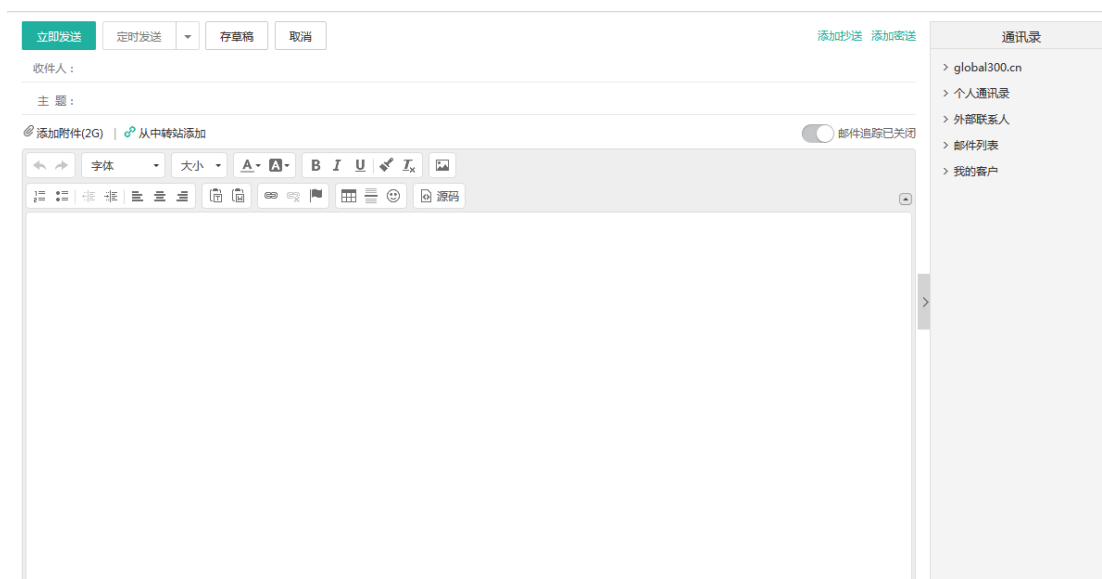 立即发送 定时发送 存草稿 取消 添加抄送 添加密送
收件人：
主 题：
添加附件(2G) | 从中转站添加 邮件追踪已关闭
字体 大小 A A B I U Ix
源码
通讯录
global300.cn
个人通讯录
外部联系人
邮件列表
我的客户